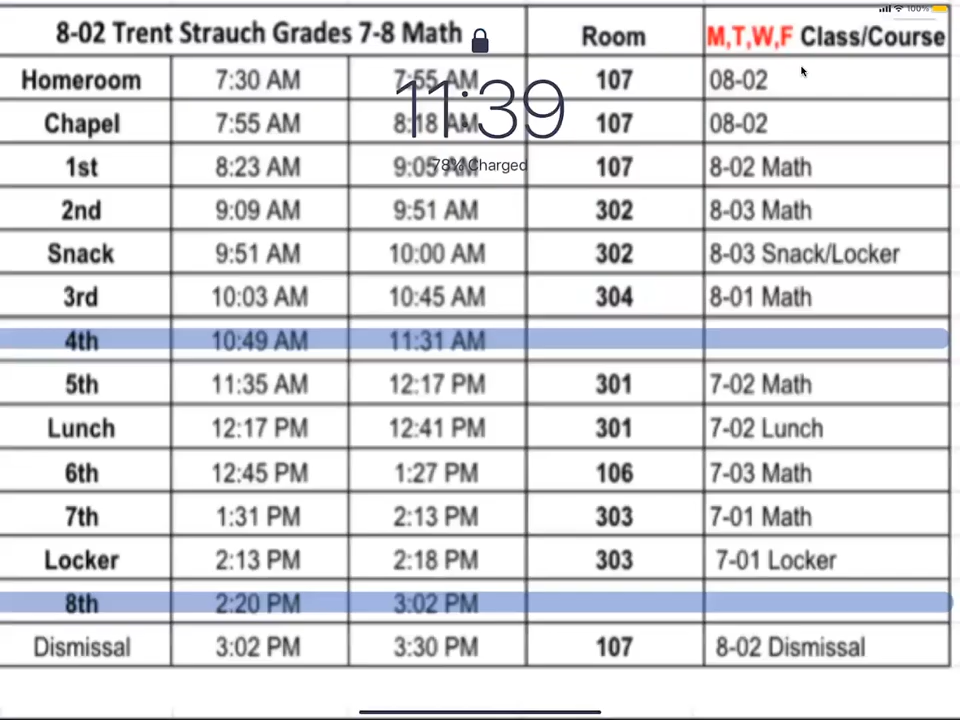 100%
8-02 Trent Strauch Grades 7-8 Math Room M,T,W,F Class/Course
Homeroom 7:30 AM 7:55 AM 107 08-02
11:39
Chapel 7:55 AM 8:18 AM 107 08-02
78% Charged
1st 8:23 AM 9:05 AM 107 8-02 Math
2nd 9:09 AM 9:51 AM 302 8-03 Math
Snack 9:51 AM 10:00 AM 302 8-03 Snack/Locker
3rd 10:03 AM 10:45 AM 304 8-01 Math
4th 10:49 AM 11:31 AM
5th 11:35 AM 12:17 PM 301 7-02 Math
Lunch 12:17 PM 12:41 PM 301 7-02 Lunch
6th 12:45 PM 1:27 PM 106 7-03 Math
7th 1:31 PM 2:13 PM 303 7-01 Math
Locker 2:13 PM 2:18 PM 303 7-01 Locker
8th 2:20 PM 3:02 PM
Dismissal 3:02 PM 3:30 PM 107 8-02 Dismissal